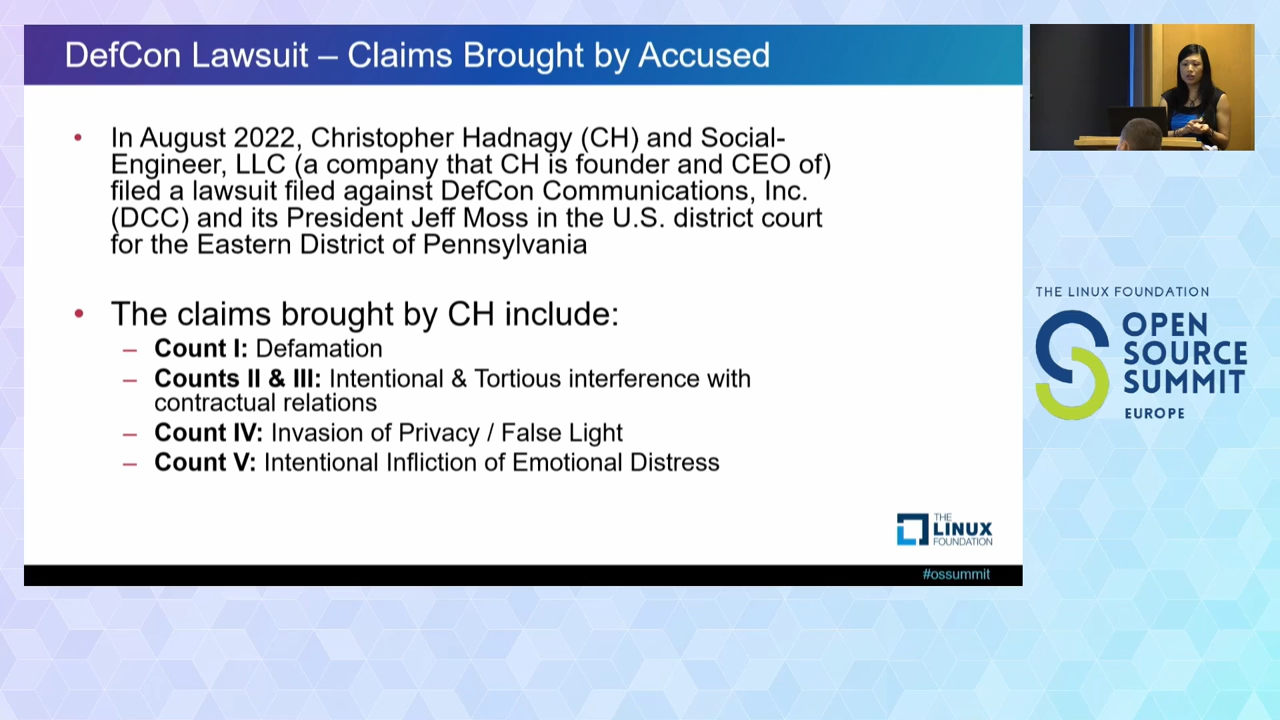 DefCon Lawsuit – Claims Brought by Accused
• In August 2022, Christopher Hadnagy (CH) and Social-
Engineer, LLC (a company that CH is founder and CEO of)
filed a lawsuit filed against DefCon Communications, Inc.
(DCC) and its President Jeff Moss in the U.S. district court
for the Eastern District of Pennsylvania
• The claims brought by CH include:
– Count I: Defamation
– Counts II & III: Intentional & Tortious interference with
contractual relations
– Count IV: Invasion of Privacy / False Light
– Count V: Intentional Infliction of Emotional Distress
THE
LINUX
FOUNDATION
#ossummit
THE LINUX FOUNDATION
OPEN
SOURCE
SUMMIT
EUROPE